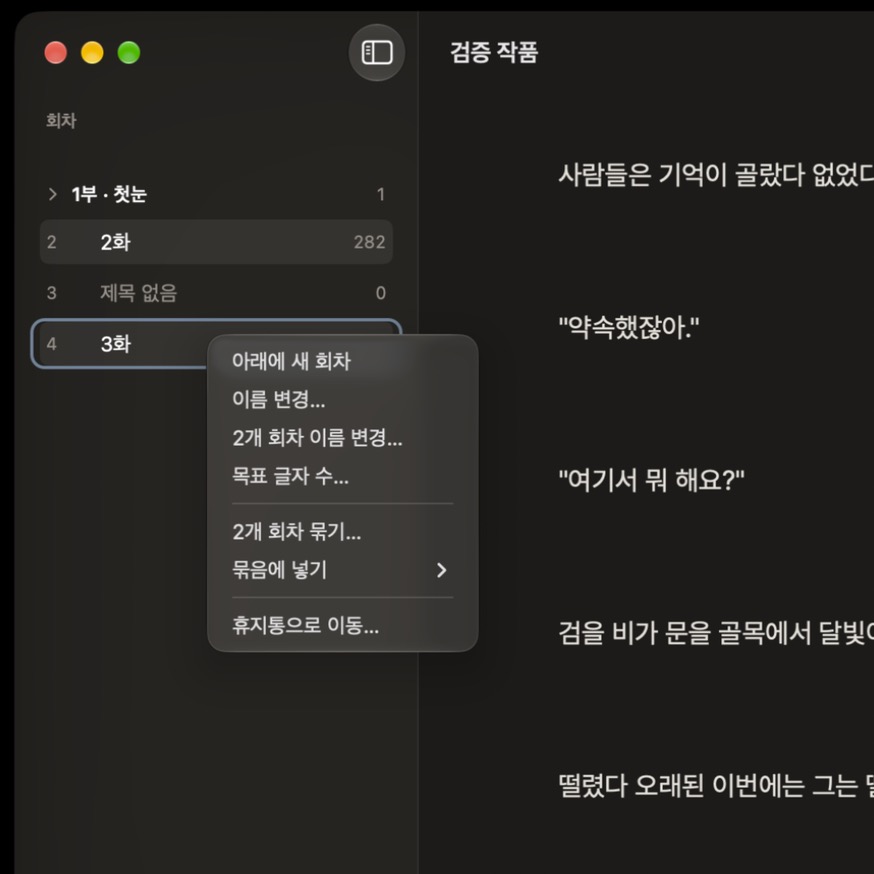 검증 작품
회차
1부 · 첫눈 1
2 2화 282
3 제목 없음 0
4 3화
아래에 새 회차
이름 변경...
2개 회차 이름 변경...
목표 글자 수...
2개 회차 묶기...
묶음에 넣기
휴지통으로 이동...
사람들은 기억이 골랐다 없었다
"약속했잖아."
"여기서 뭐 해요?"
검을 비가 문을 골목에서 달빛이
떨렸다 오래된 이번에는 그는